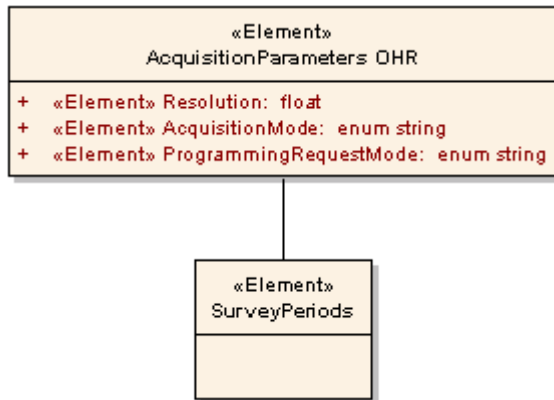 «Element»
AcquisitionParameters OHR
+ «Element» Resolution: float
+ «Element» AcquisitionMode: enum string
+ «Element» ProgrammingRequestMode: enum string
«Element»
SurveyPeriods